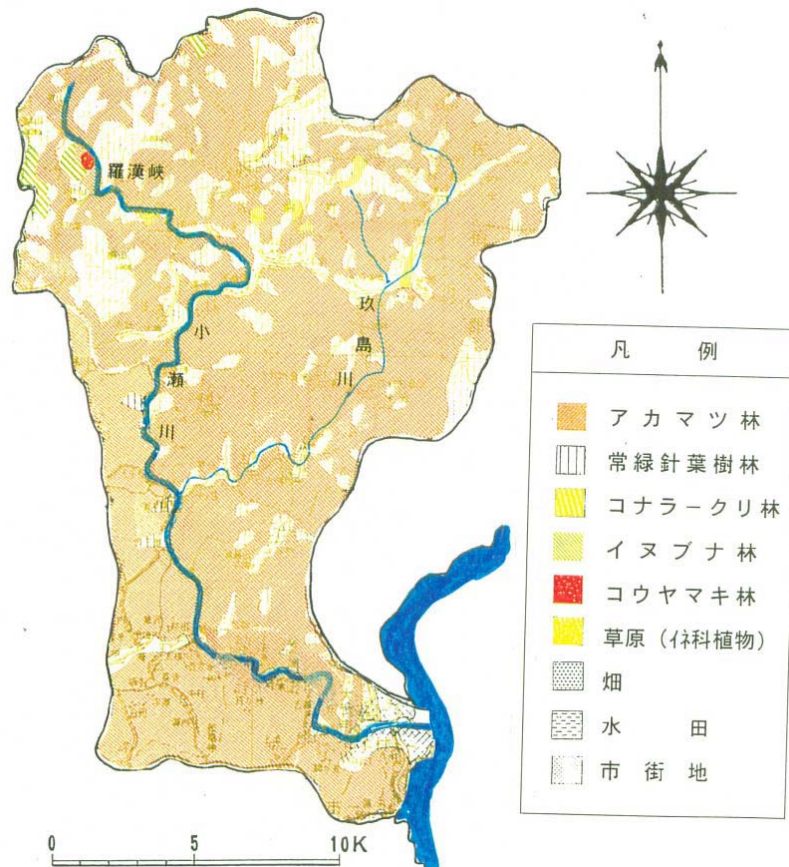 羅漢峡
小瀬川
玖島川
凡 例
アカマツ林
常緑針葉樹林
コナラークリ林
イヌブナ林
コウヤマキ林
草原(イネ科植物)
畑
水 田
市 街 地
0 5 10K